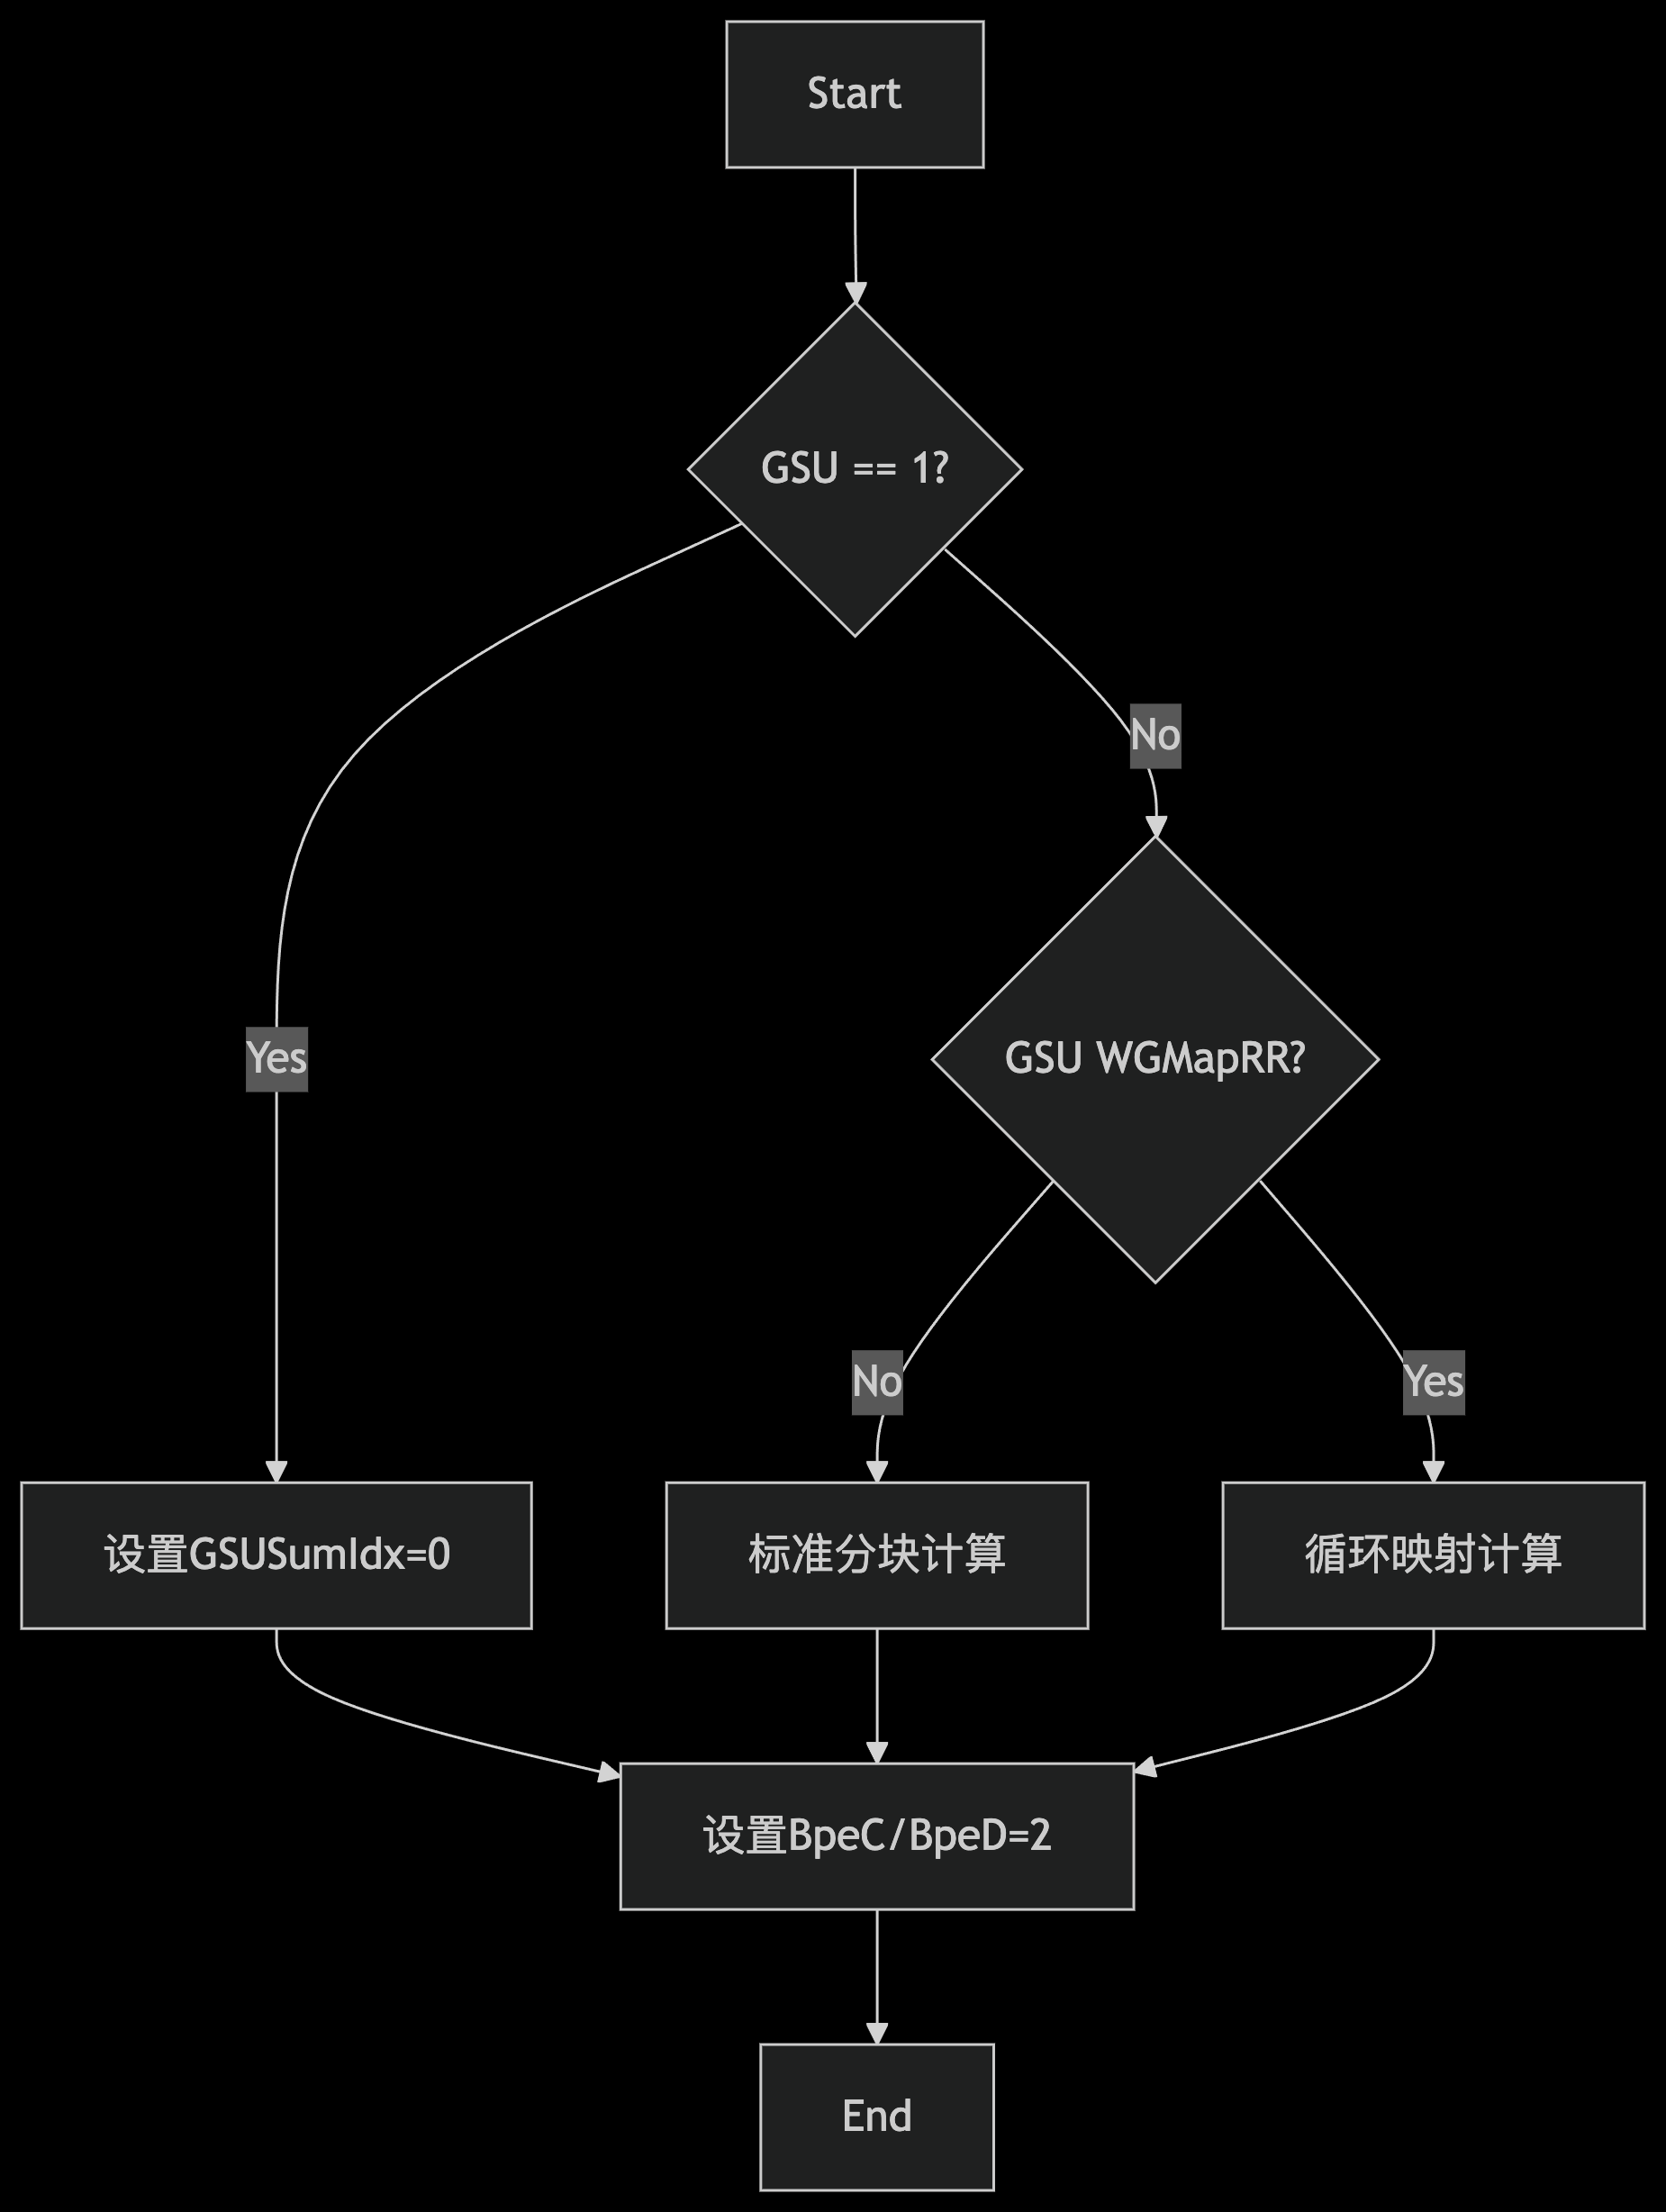 Start
GSU == 1?
No
GSU WGMapRR?
Yes
No
Yes
设置GSUSumIdx=0
标准分块计算
循环映射计算
设置BpeC/BpeD=2
End